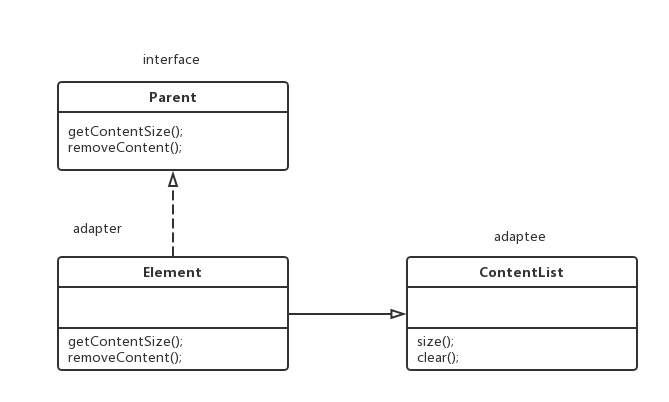 interface
Parent
getContentSize();
removeContent();
adapter
adaptee
Element
ContentList
getContentSize();
removeContent();
size();
clear();